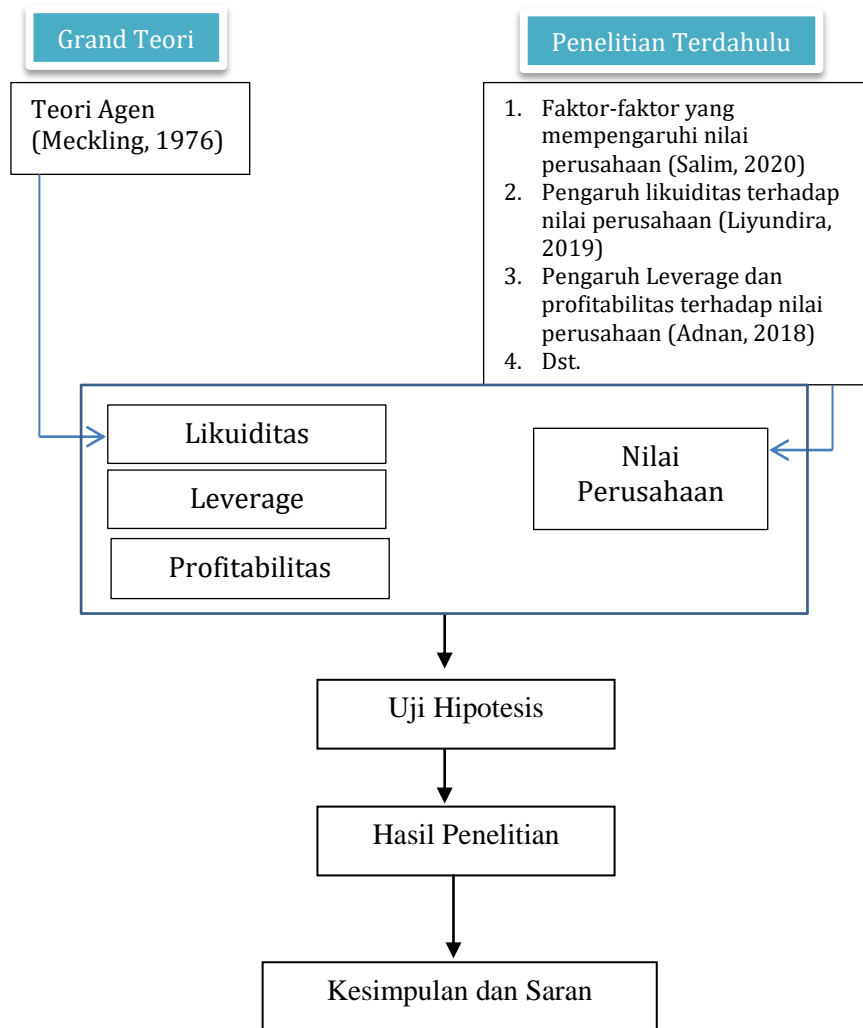 Grand Teori
Penelitian Terdahulu
Teori Agen
(Meckling, 1976)
1. Faktor-faktor yang
mempengaruhi nilai
perusahaan (Salim, 2020)
2. Pengaruh likuiditas terhadap
nilai perusahaan (Liyundira,
2019)
3. Pengaruh Leverage dan
profitabilitas terhadap nilai
perusahaan (Adnan, 2018)
4. Dst.
Likuiditas
Leverage
Profitabilitas
Nilai
Perusahaan
Uji Hipotesis
Hasil Penelitian
Kesimpulan dan Saran